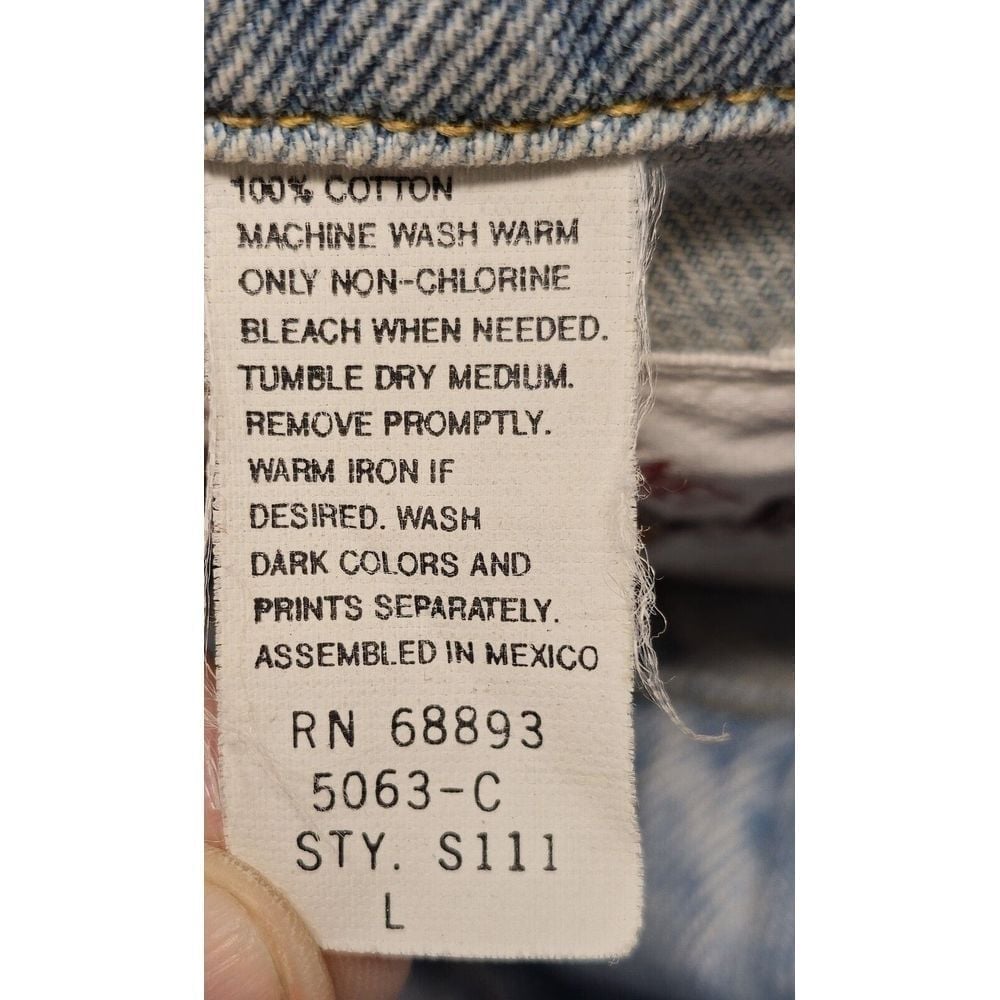 100% COTTON
MACHINE WASH WARM
ONLY NON-CHLORINE
BLEACH WHEN NEEDED.
TUMBLE DRY MEDIUM.
REMOVE PROMPTLY.
WARM IRON IF
DESIRED. WASH
DARK COLORS AND
PRINTS SEPARATELY.
ASSEMBLED IN MEXICO
RN 68893
5063-C
STY. S111
L